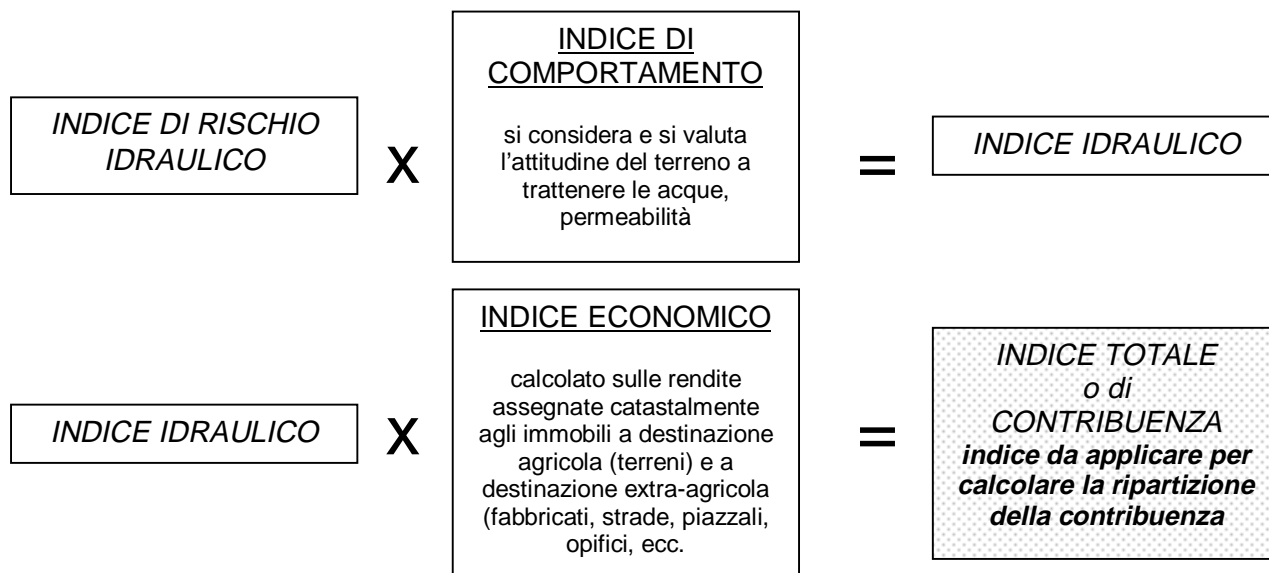 INDICE DI RISCHIO
IDRAULICO
X
INDICE DI
COMPORTAMENTO
si considera e si valuta
l'attitudine del terreno a
trattenere le acque,
permeabilità
=
INDICE IDRAULICO
INDICE IDRAULICO
X
INDICE ECONOMICO
calcolato sulle rendite
assegnate catastalmente
agli immobili a destinazione
agricola (terreni) e a
destinazione extra-agricola
(fabbricati, strade, piazzali,
opifici, ecc.
=
INDICE TOTALE
o di
CONTRIBUENZA
indice da applicare per
calcolare la ripartizione
della contribuenza